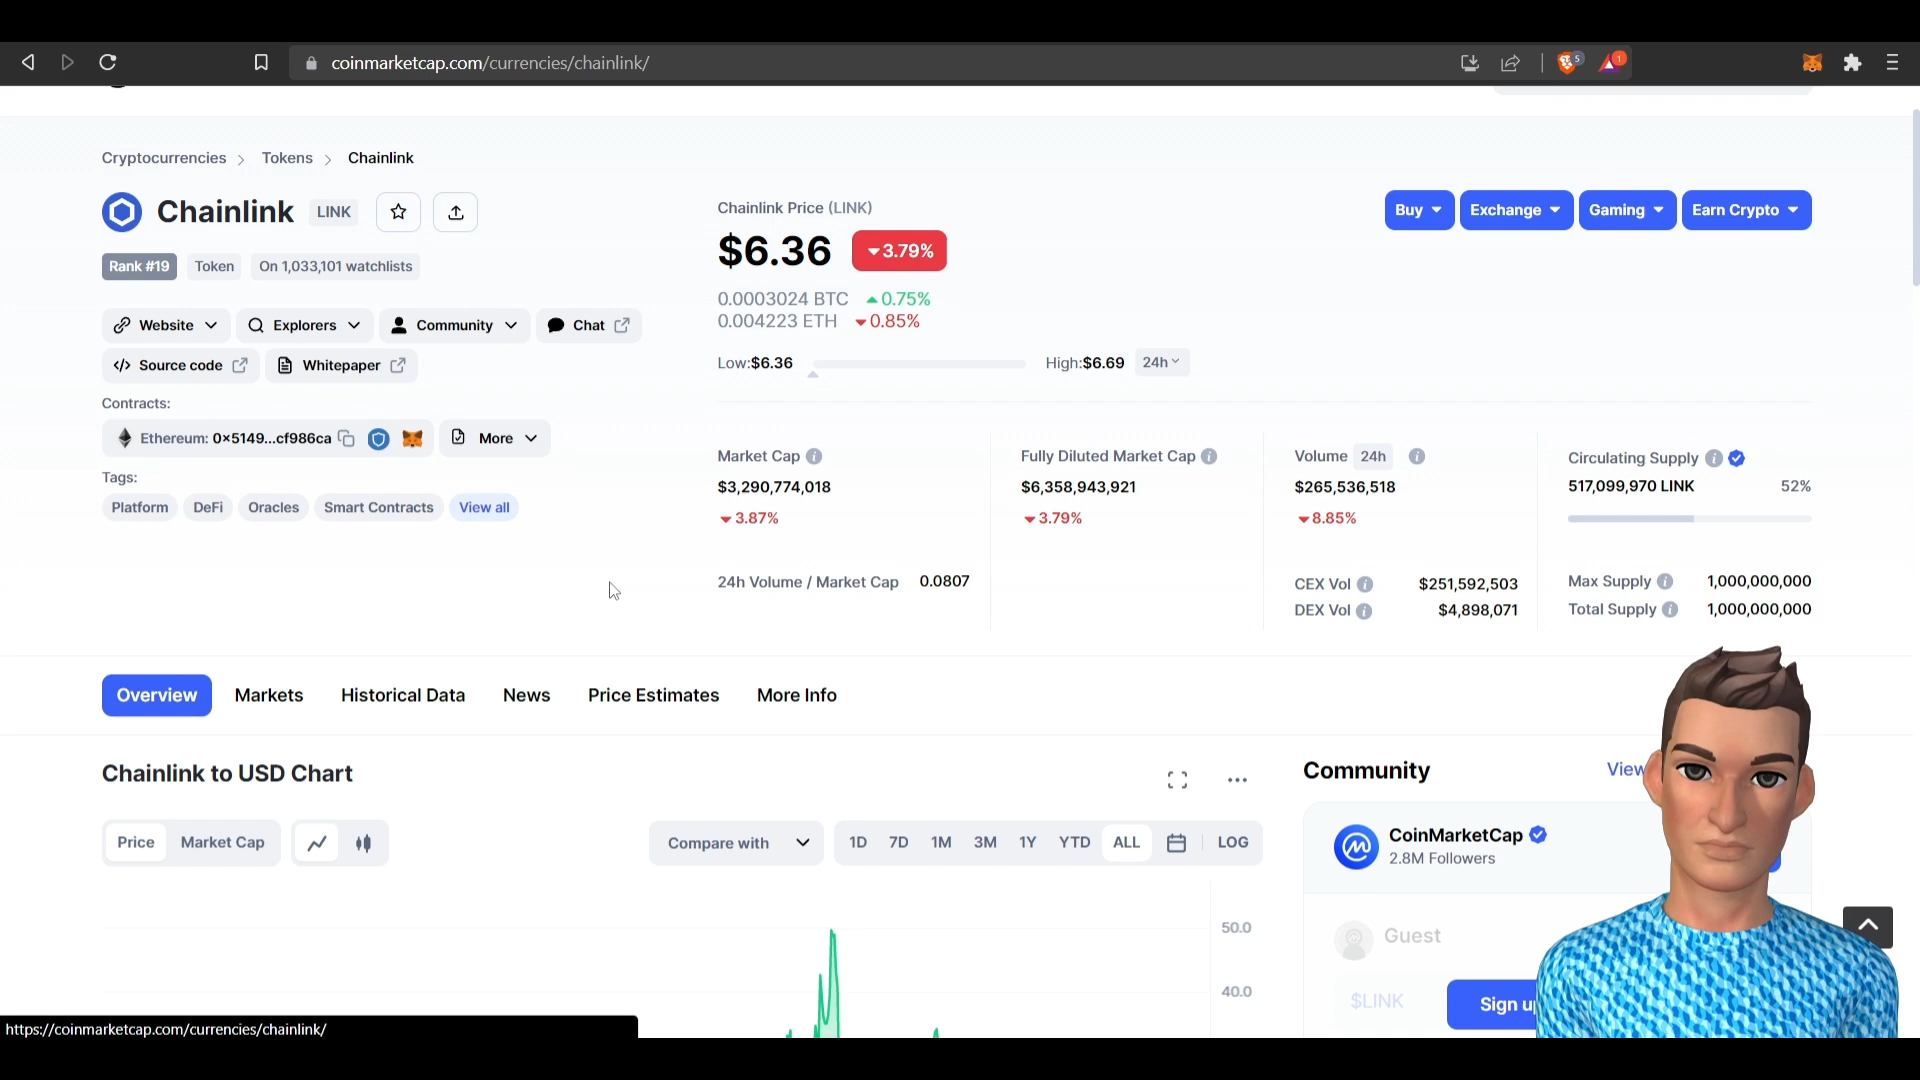 coinmarketcap.com/currencies/chainlink/
5
1
Cryptocurrencies > Tokens > Chainlink
Chainlink LINK
Rank #19 Token On 1,033,101 watchlists
Website Explorers Community Chat
Source code Whitepaper
Contracts:
Ethereum: 0×5149...cf986ca More
Tags:
Platform DeFi Oracles Smart Contracts View all
Chainlink Price (LINK)
$6.36 3.79%
0.0003024 BTC 0.75%
0.004223 ETH 0.85%
Low:$6.36 High:$6.69 24h
Buy Exchange Gaming Earn Crypto
Market Cap
$3,290,774,018
3.87%
24h Volume / Market Cap 0.0807
Fully Diluted Market Cap
$6,358,943,921
3.79%
Volume 24h
$265,536,518
8.85%
CEX Vol $251,592,503
DEX Vol $4,898,071
Circulating Supply
517,099,970 LINK 52%
Max Supply 1,000,000,000
Total Supply 1,000,000,000
Overview Markets Historical Data News Price Estimates More Info
Chainlink to USD Chart
Price Market Cap
Compare with 1D 7D 1M 3M 1Y YTD ALL LOG
50.0
40.0
Community View
CoinMarketCap
2.8M Followers
Guest
$LINK Sign
https://coinmarketcap.com/currencies/chainlink/